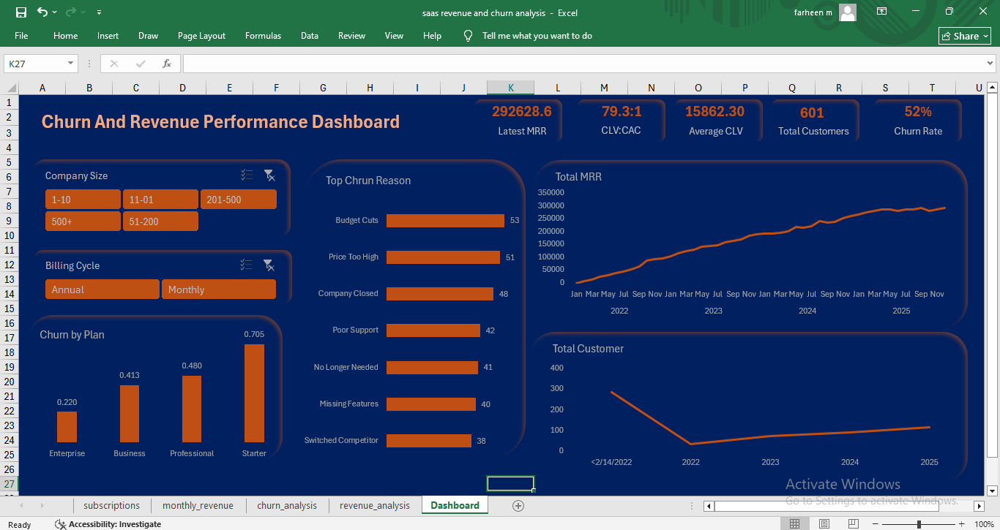 saas revenue and churn analysis - Excel
farheen m
File Home Insert Draw Page Layout Formulas Data Review View Help Tell me what you want to do
Share
K27
fx
A B C D E F G H I J K L M N O P Q R S T U
1
2
3
4
5
6
7
8
9
10
11
12
13
14
15
16
17
18
19
20
21
22
23
24
25
26
27
Churn And Revenue Performance Dashboard
292628.6
Latest MRR
79.3:1
CLV:CAC
15862.30
Average CLV
601
Total Customers
52%
Churn Rate
Company Size
1-10 11-01 201-500
500+ 51-200
Billing Cycle
Annual Monthly
Churn by Plan
0.220 0.413 0.480 0.705
Enterprise Business Professional Starter
Top Chrun Reason
Budget Cuts 53
Price Too High 51
Company Closed 48
Poor Support 42
No Longer Needed 41
Missing Features 40
Switched Competitor 38
Total MRR
350000
300000
250000
200000
150000
100000
50000
0
Jan Mar May Jul Sep Nov Jan Mar May Jul Sep Nov Jan Mar May Jul Sep Nov Jan Mar May Jul Sep Nov
2022 2023 2024 2025
Total Customer
400
300
200
100
0
<2/14/2022 2022 2023 2024 2025
Activate Windows
Go to Settings to activate Windows.
subscriptions monthly_revenue churn_analysis revenue_analysis Dashboard
Ready Accessibility: Investigate 100%